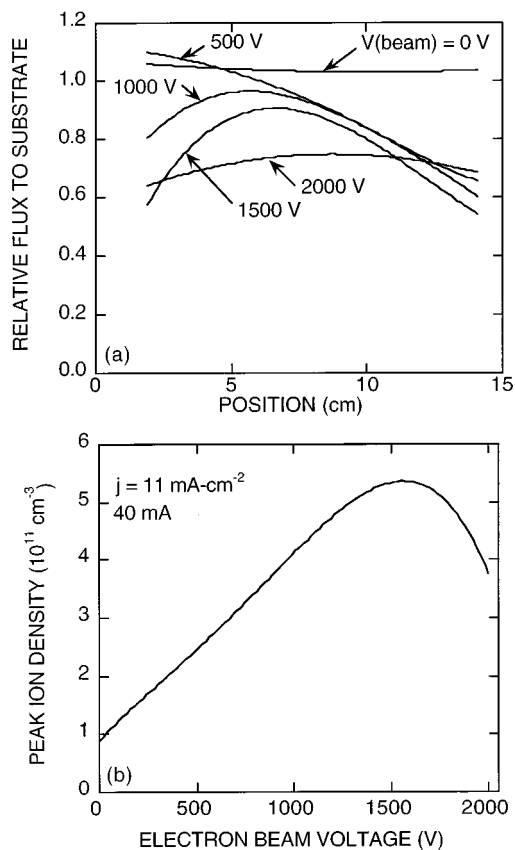 1.2
1.0
0.8
0.6
0.4
0.2
0.0
RELATIVE FLUX TO SUBSTRATE
500 V
V(beam) = 0 V
1000 V
2000 V
1500 V
(a)
0
5
10
15
POSITION (cm)
6
5
4
3
2
1
0
PEAK ION DENSITY (10¹¹ cm⁻³)
j = 11 mA-cm⁻²
40 mA
(b)
0
500
1000
1500
2000
ELECTRON BEAM VOLTAGE (V)